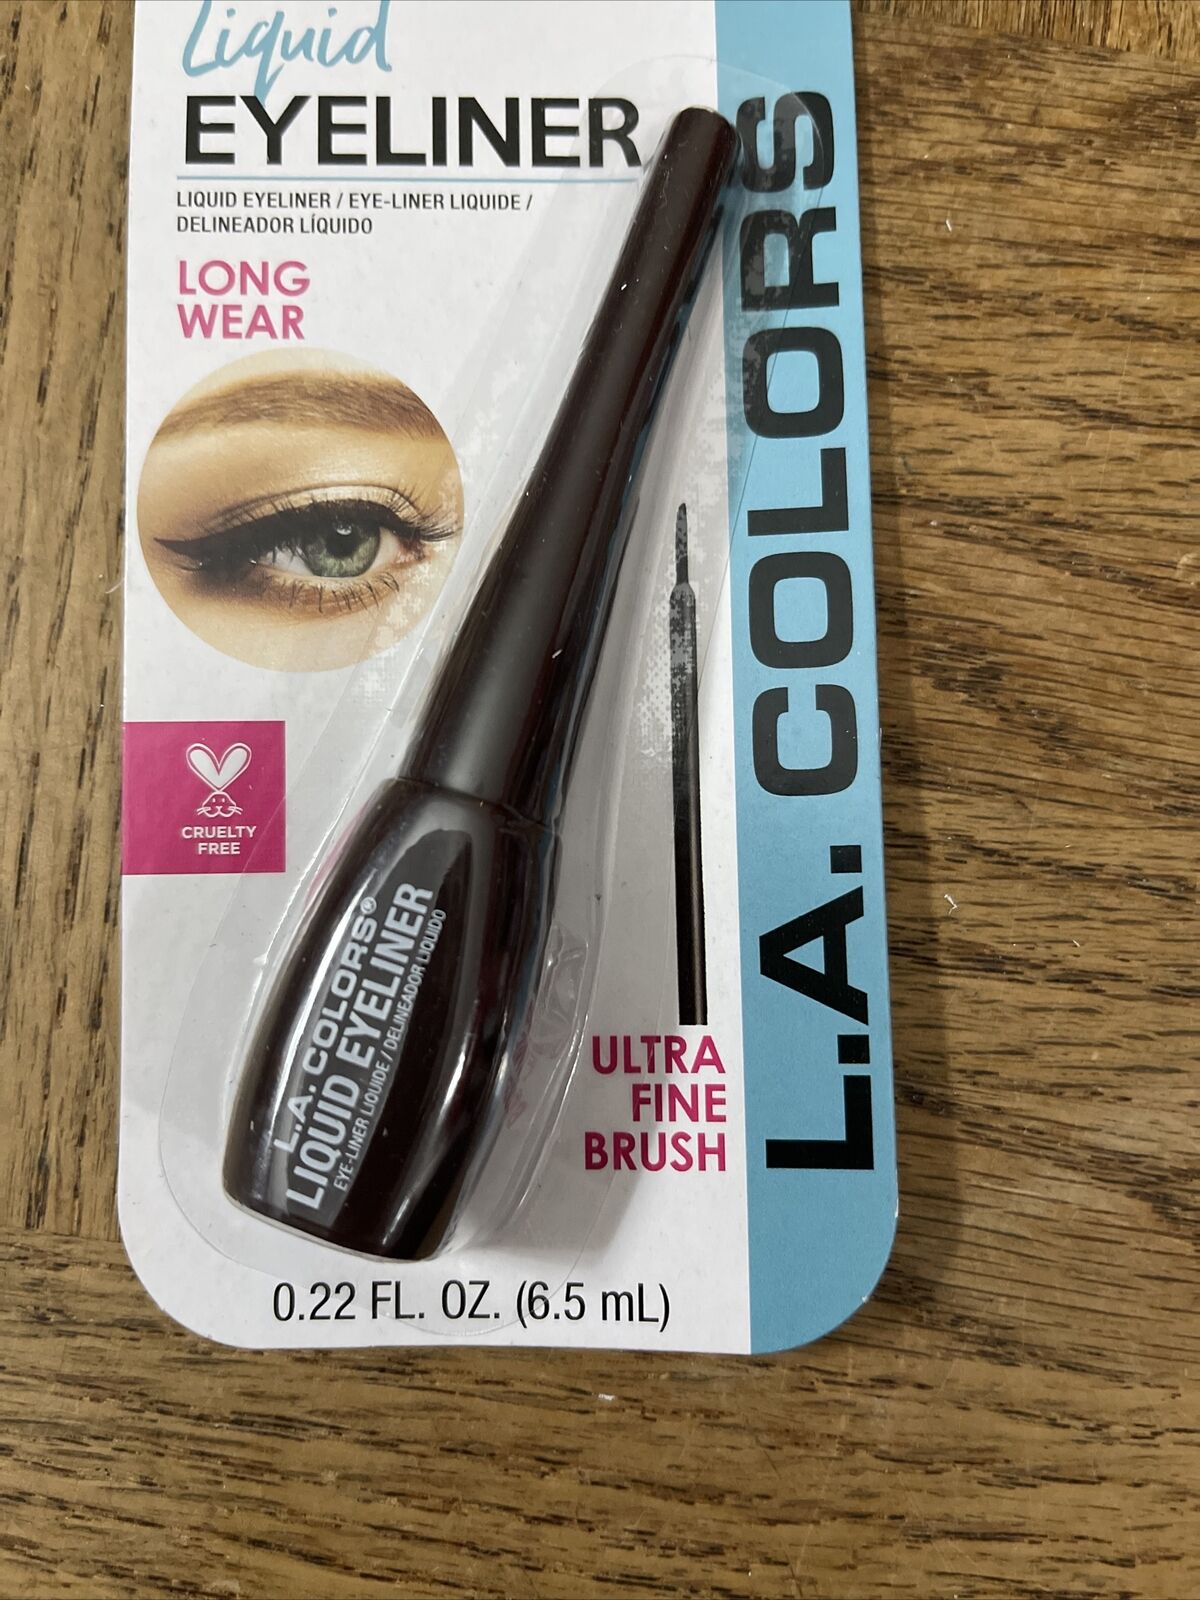 Liquid
EYELINER
LIQUID EYELINER / EYE-LINER LIQUIDE /
DELINEADOR LÍQUIDO
LONG
WEAR
CRUELTY
FREE
L.A. COLORS®
LIQUID EYELINER
EYE-LINER LIQUIDE / DELINEADOR LIQUIDO
ULTRA
FINE
BRUSH
0.22 FL. OZ. (6.5 mL)
L.A. COLORS